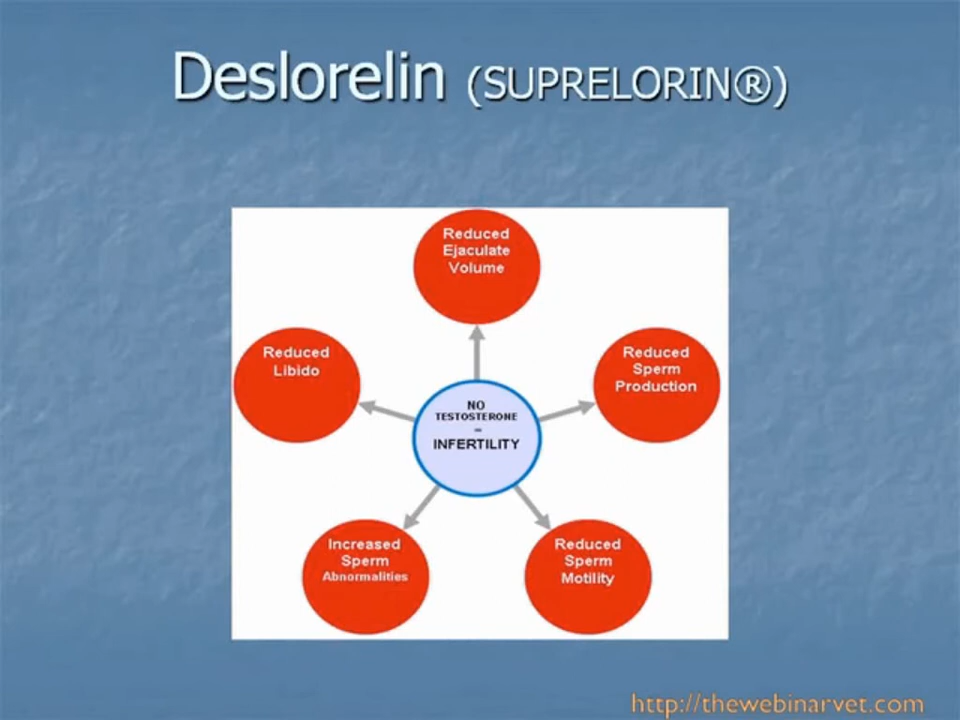 Deslorelin (SUPRELORIN®)
Reduced
Ejaculate
Volume
Reduced
Libido
Reduced
Sperm
Production
NO
TESTOSTERONE
=
INFERTILITY
Increased
Sperm
Abnormalities
Reduced
Sperm
Motility
http://thewebinarvet.com